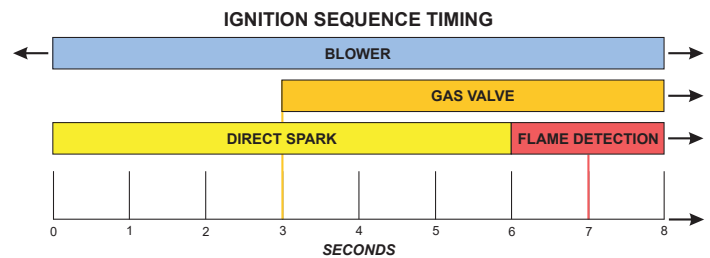 IGNITION SEQUENCE TIMING
BLOWER
GAS VALVE
DIRECT SPARK FLAME DETECTION
0 1 2 3 4 5 6 7 8
SECONDS